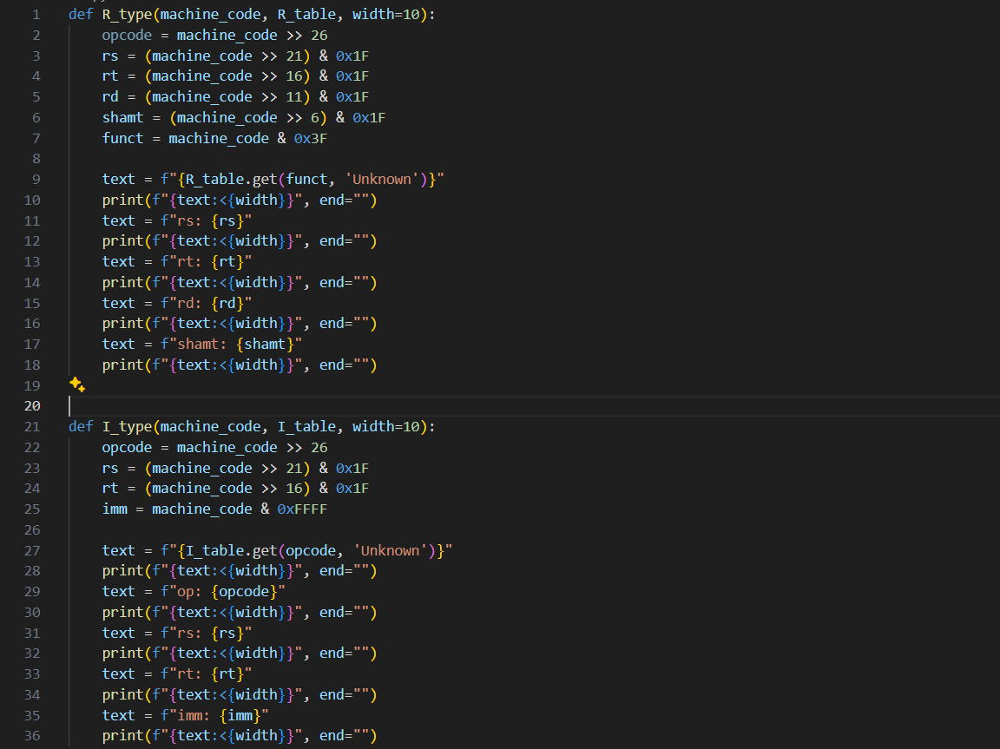 1 def R_type(machine_code, R_table, width=10):
2     opcode = machine_code >> 26
3     rs = (machine_code >> 21) & 0x1F
4     rt = (machine_code >> 16) & 0x1F
5     rd = (machine_code >> 11) & 0x1F
6     shamt = (machine_code >> 6) & 0x1F
7     funct = machine_code & 0x3F
8
9     text = f"{R_table.get(funct, 'Unknown')}"
10     print(f"{text:<{width}}", end="")
11     text = f"rs: {rs}"
12     print(f"{text:<{width}}", end="")
13     text = f"rt: {rt}"
14     print(f"{text:<{width}}", end="")
15     text = f"rd: {rd}"
16     print(f"{text:<{width}}", end="")
17     text = f"shamt: {shamt}"
18     print(f"{text:<{width}}", end="")
19
20
21 def I_type(machine_code, I_table, width=10):
22     opcode = machine_code >> 26
23     rs = (machine_code >> 21) & 0x1F
24     rt = (machine_code >> 16) & 0x1F
25     imm = machine_code & 0xFFFF
26
27     text = f"{I_table.get(opcode, 'Unknown')}"
28     print(f"{text:<{width}}", end="")
29     text = f"op: {opcode}"
30     print(f"{text:<{width}}", end="")
31     text = f"rs: {rs}"
32     print(f"{text:<{width}}", end="")
33     text = f"rt: {rt}"
34     print(f"{text:<{width}}", end="")
35     text = f"imm: {imm}"
36     print(f"{text:<{width}}", end="")